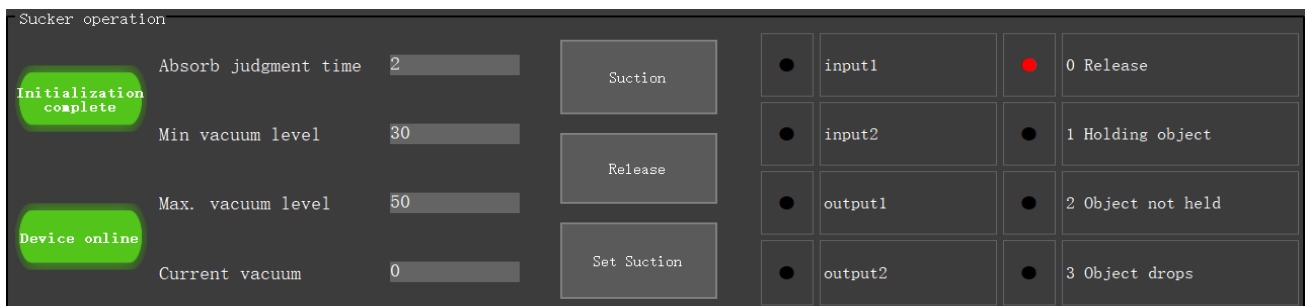 Sucker operation
Initialization
complete
Device online
Absorb judgment time 2
Min vacuum level 30
Max. vacuum level 50
Current vacuum 0
Suction
Release
Set Suction
input1 0 Release
input2 1 Holding object
output1 2 Object not held
output2 3 Object drops